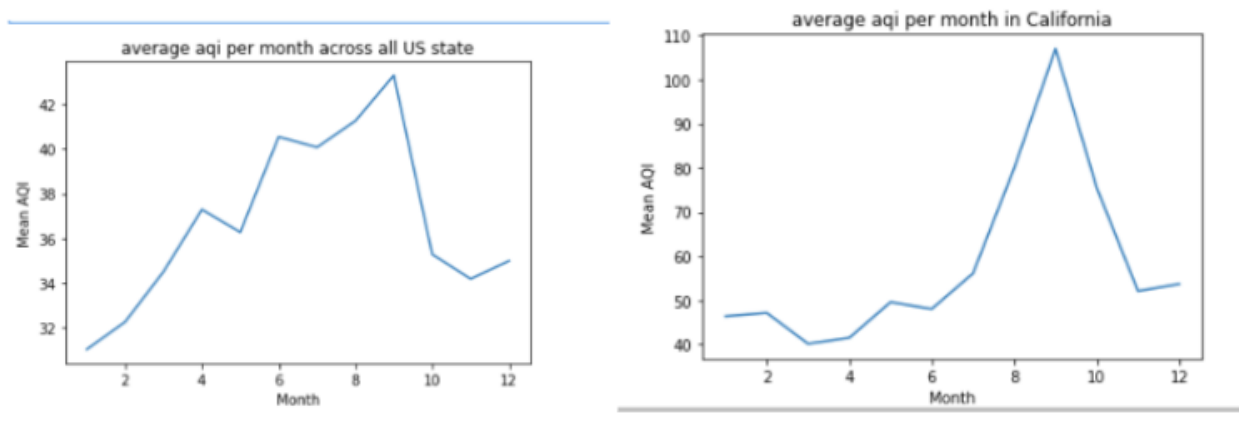 average aqi per month across all US state
42
40
38
36
34
32
Mean AQI
2 4 6 8 10 12
Month
average aqi per month in California
110
100
90
80
70
60
50
40
Mean AQI
2 4 6 8 10 12
Month